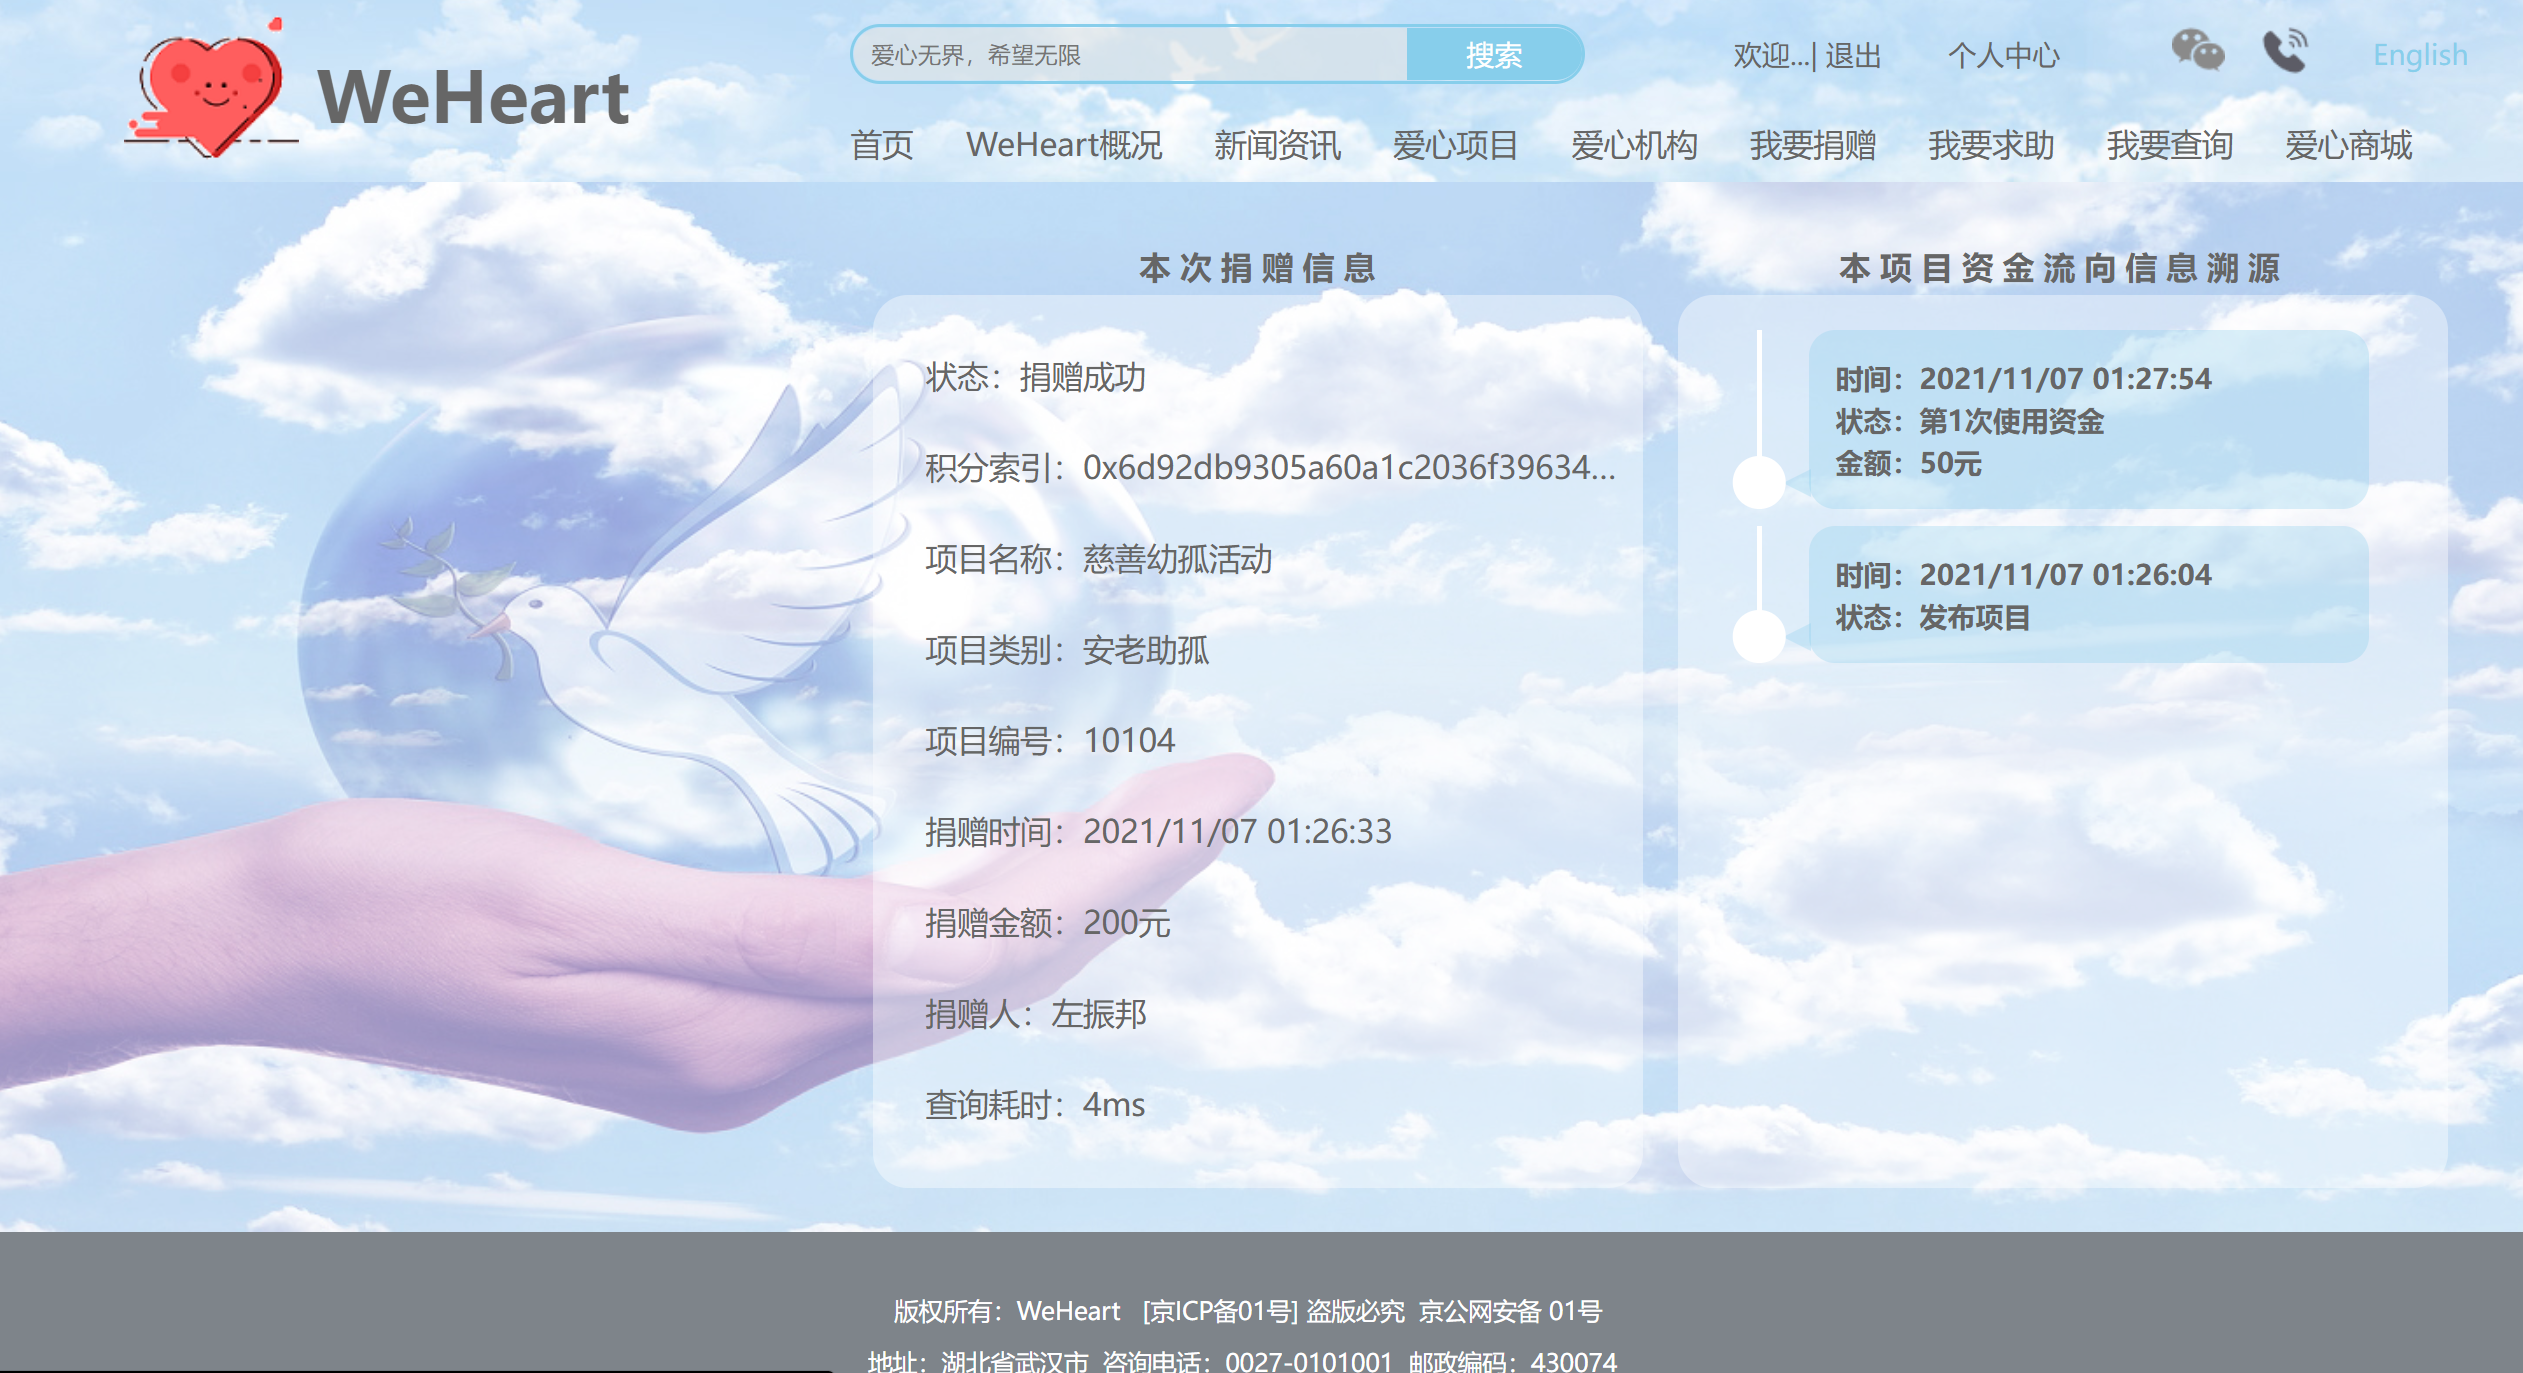 WeHeart
爱心无界，希望无限
搜索
欢迎...| 退出
个人中心
English
首页 WeHeart概况 新闻资讯 爱心项目 爱心机构 我要捐赠 我要求助 我要查询 爱心商城
本次捐赠信息
状态：捐赠成功
积分索引：0x6d92db9305a60a1c2036f39634...
项目名称：慈善幼孤活动
项目类别：安老助孤
项目编号：10104
捐赠时间：2021/11/07 01:26:33
捐赠金额：200元
捐赠人：左振邦
查询耗时：4ms
本项目资金流向信息溯源
时间：2021/11/07 01:27:54
状态：第1次使用资金
金额：50元
时间：2021/11/07 01:26:04
状态：发布项目
版权所有：WeHeart [京ICP备01号] 盗版必究 京公网安备 01号
地址：湖北省武汉市 咨询电话：0027-0101001 邮政编码：430074